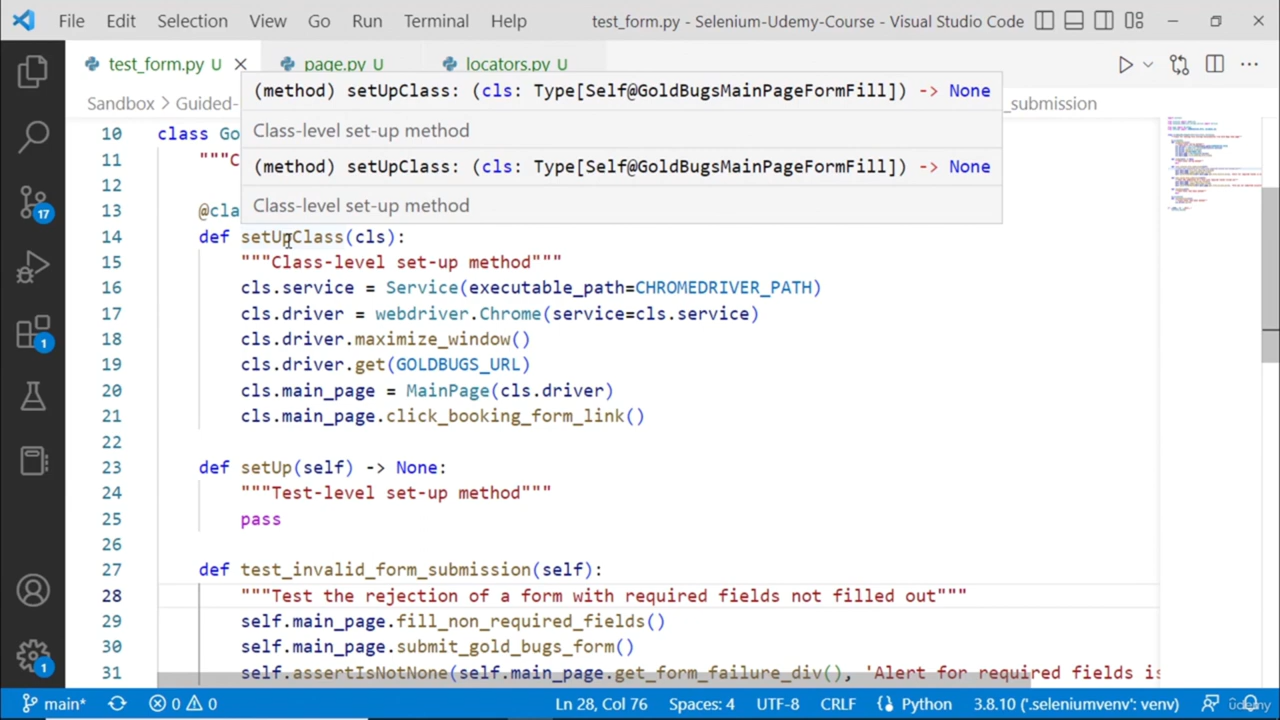 File Edit Selection View Go Run Terminal Help test_form.py - Selenium-Udemy-Course - Visual Studio Code
test_form.py U page.py U locators.py U
Sandbox > Guided- _submission
(method) setUpClass: (cls: Type[Self@GoldBugsMainPageFormFill]) -> None
Class-level set-up method
(method) setUpClass: (cls: Type[Self@GoldBugsMainPageFormFill]) -> None
Class-level set-up method
10 class Go
11 """C
12
13 @cla
14 def setUpClass(cls):
15 """Class-level set-up method"""
16 cls.service = Service(executable_path=CHROMEDRIVER_PATH)
17 cls.driver = webdriver.Chrome(service=cls.service)
18 cls.driver.maximize_window()
19 cls.driver.get(GOLDBUGS_URL)
20 cls.main_page = MainPage(cls.driver)
21 cls.main_page.click_booking_form_link()
22
23 def setUp(self) -> None:
24 """Test-level set-up method"""
25 pass
26
27 def test_invalid_form_submission(self):
28 """Test the rejection of a form with required fields not filled out"""
29 self.main_page.fill_non_required_fields()
30 self.main_page.submit_gold_bugs_form()
31 self.assertIsNotNone(self.main_page.get_form_failure_div(), 'Alert for required fields is
17
1
1
main* 0 0 Ln 28, Col 76 Spaces: 4 UTF-8 CRLF Python 3.8.10 ('.seleniumvenv': venv)
udemy